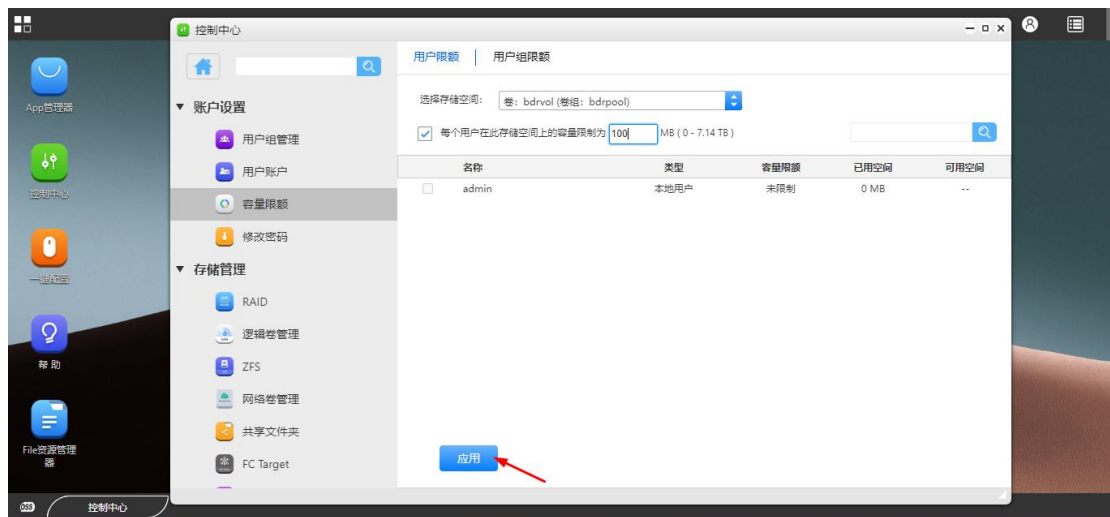 控制中心
App管理器
控制中心
一键配置
帮 助
File资源管理
器
▼ 账户设置
用户组管理
用户账户
容量限额
修改密码
▼ 存储管理
RAID
逻辑卷管理
ZFS
网络卷管理
共享文件夹
FC Target
用户限额 | 用户组限额
选择存储空间: 卷: bdrvol (卷组: bdrpool)
每个用户在此存储空间上的容量限制为 100 MB ( 0 - 7.14 TB )
名称 类型 容量限额 已用空间 可用空间
admin 本地用户 未限制 0 MB --
应用
控制中心